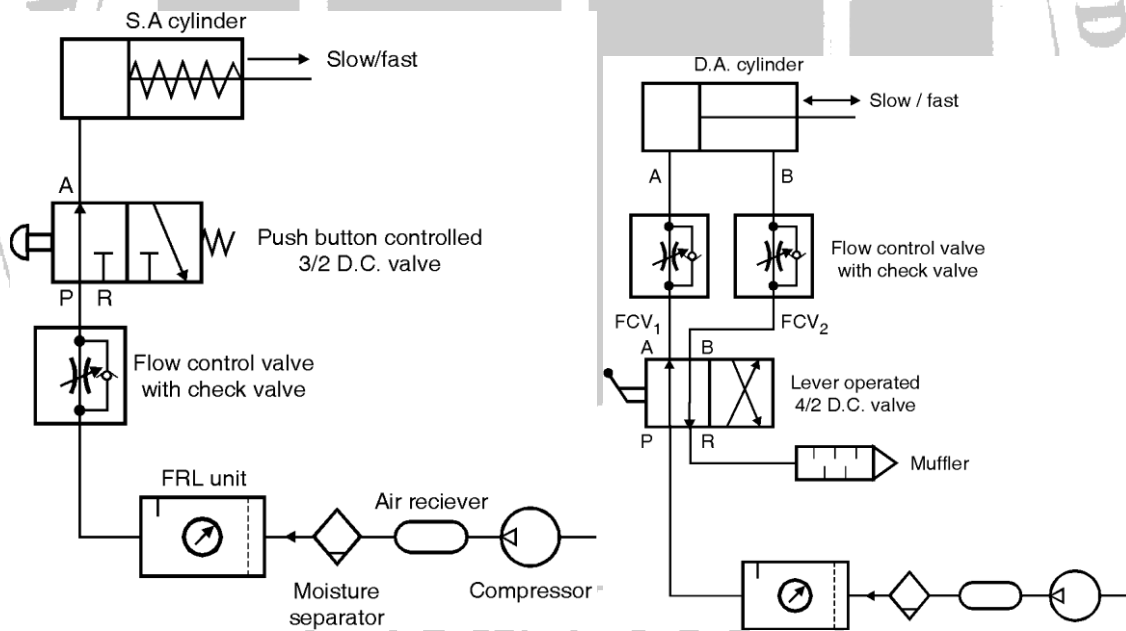 S.A cylinder
Slow/fast
A
Push button controlled
3/2 D.C. valve
P R
Flow control valve
with check valve
FRL unit
Air reciever
Moisture
separator
Compressor
D.A. cylinder
Slow / fast
A B
Flow control valve
with check valve
FCV1 FCV2
A B
Lever operated
4/2 D.C. valve
P R
Muffler